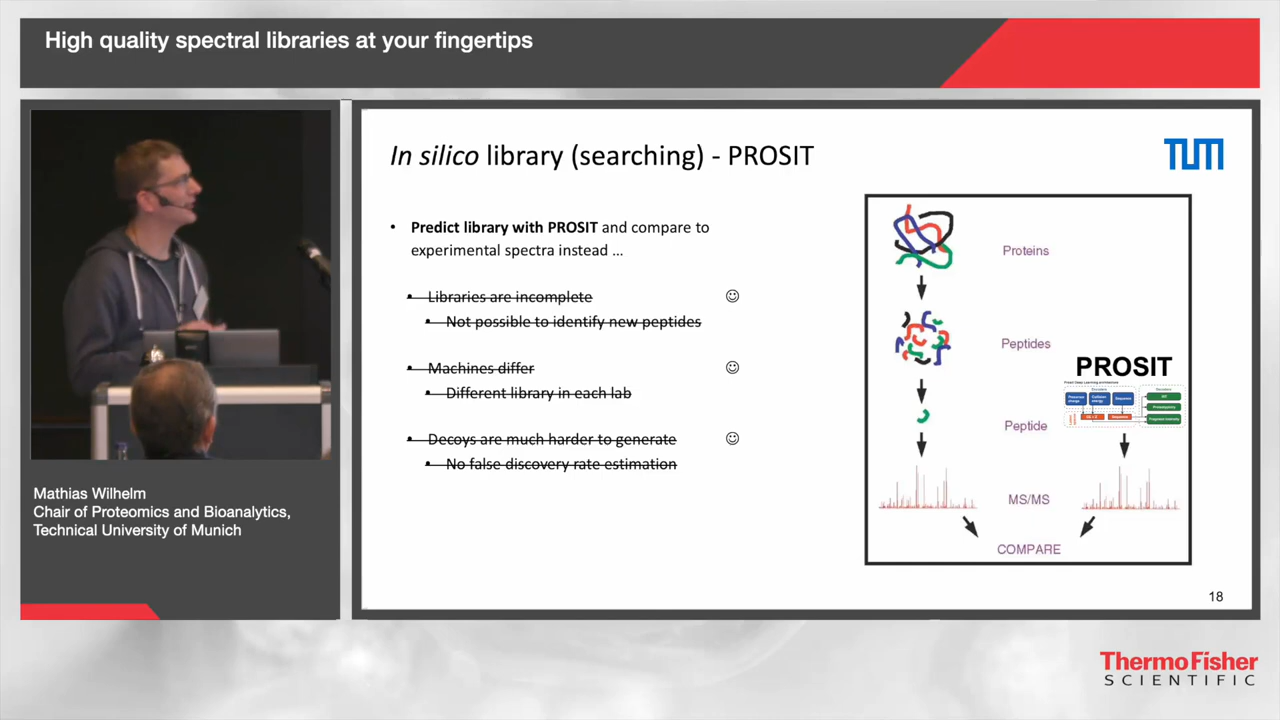 High quality spectral libraries at your fingertips
In silico library (searching) - PROSIT
TUM
• Predict library with PROSIT and compare to
experimental spectra instead ...
• Libraries are incomplete ☺
• Not possible to identify new peptides
• Machines differ ☺
• Different library in each lab
• Decoys are much harder to generate ☺
• No false discovery rate estimation
Proteins
Peptides
PROSIT
Peptide
MS/MS
COMPARE
18
Mathias Wilhelm
Chair of Proteomics and Bioanalytics,
Technical University of Munich
ThermoFisher
SCIENTIFIC